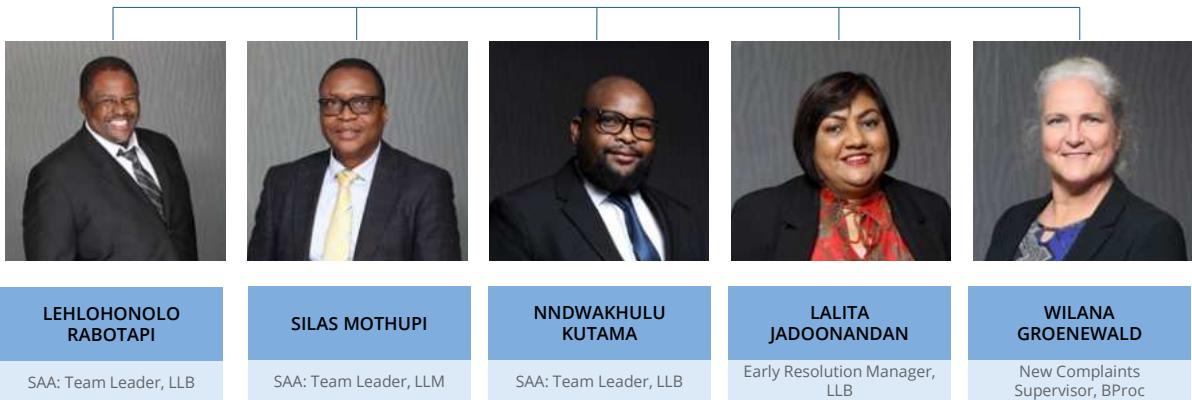 LEHLOHONOLO
RABOTAPI
SAA: Team Leader, LLB
SILAS MOTHUPI
SAA: Team Leader, LLM
NNDWAKHULU
KUTAMA
SAA: Team Leader, LLB
LALITA
JADOONANDAN
Early Resolution Manager,
LLB
WILANA
GROENEWALD
New Complaints
Supervisor, BProc